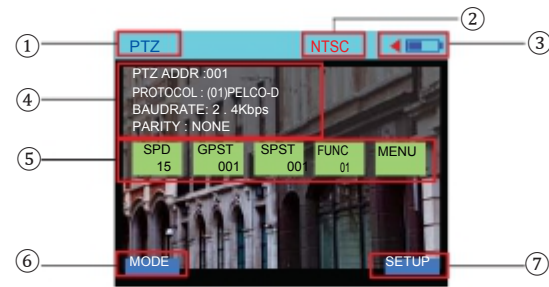 ① PTZ NTSC ② ③
④ PTZ ADDR :001
PROTOCOL : (01)PELCO-D
BAUDRATE: 2 . 4Kbps
PARITY : NONE
⑤ SPD GPST SPST FUNC MENU
15 001 001 01
⑥ MODE SETUP ⑦